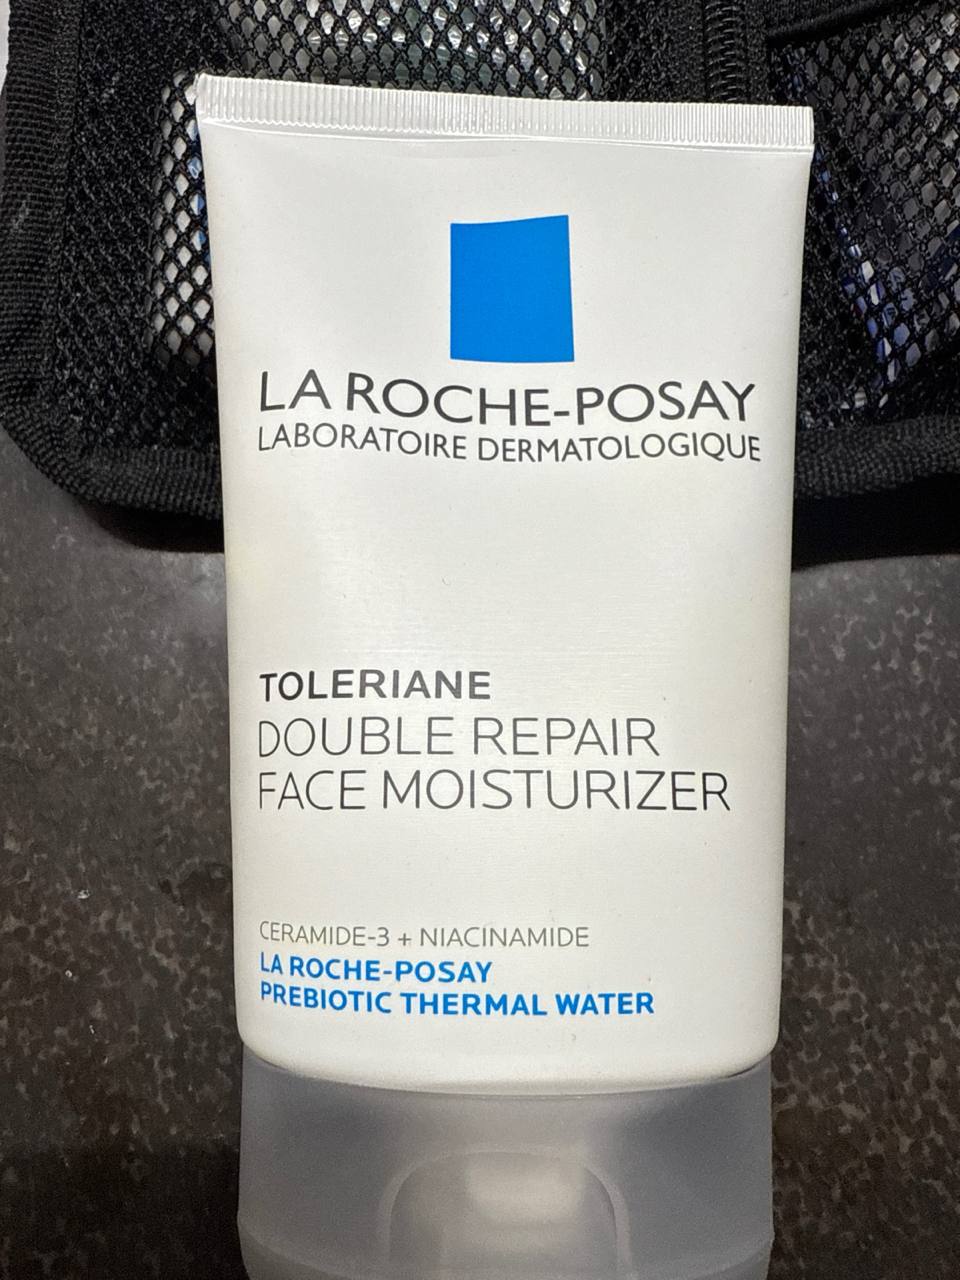 LA ROCHE-POSAY
LABORATOIRE DERMATOLOGIQUE
TOLERIANE
DOUBLE REPAIR
FACE MOISTURIZER
CERAMIDE-3 + NIACINAMIDE
LA ROCHE-POSAY
PREBIOTIC THERMAL WATER